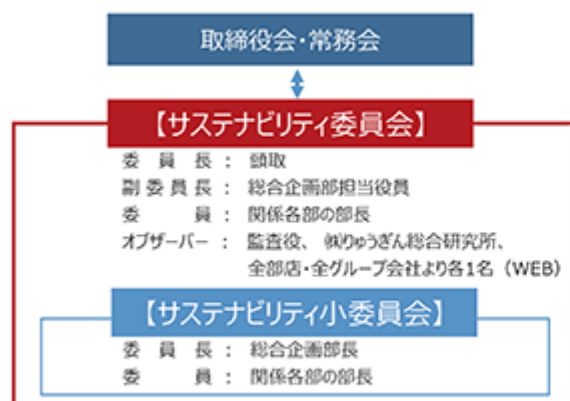 取締役会・常務会
【サステナビリティ委員会】
委員長： 頭取
副委員長： 総合企画部担当役員
委員： 関係各部の部長
オブザーバー： 監査役、㈱りゅうぎん総合研究所、
全部店・全グループ会社より各1名（WEB）
【サステナビリティ小委員会】
委員長： 総合企画部長
委員： 関係各部の部長